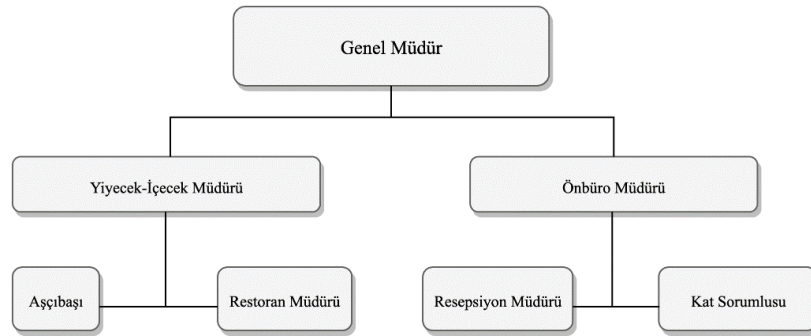 Genel Müdür
Yiyecek-İçecek Müdürü
Önbüro Müdürü
Aşçıbaşı
Restoran Müdürü
Resepsiyon Müdürü
Kat Sorumlusu